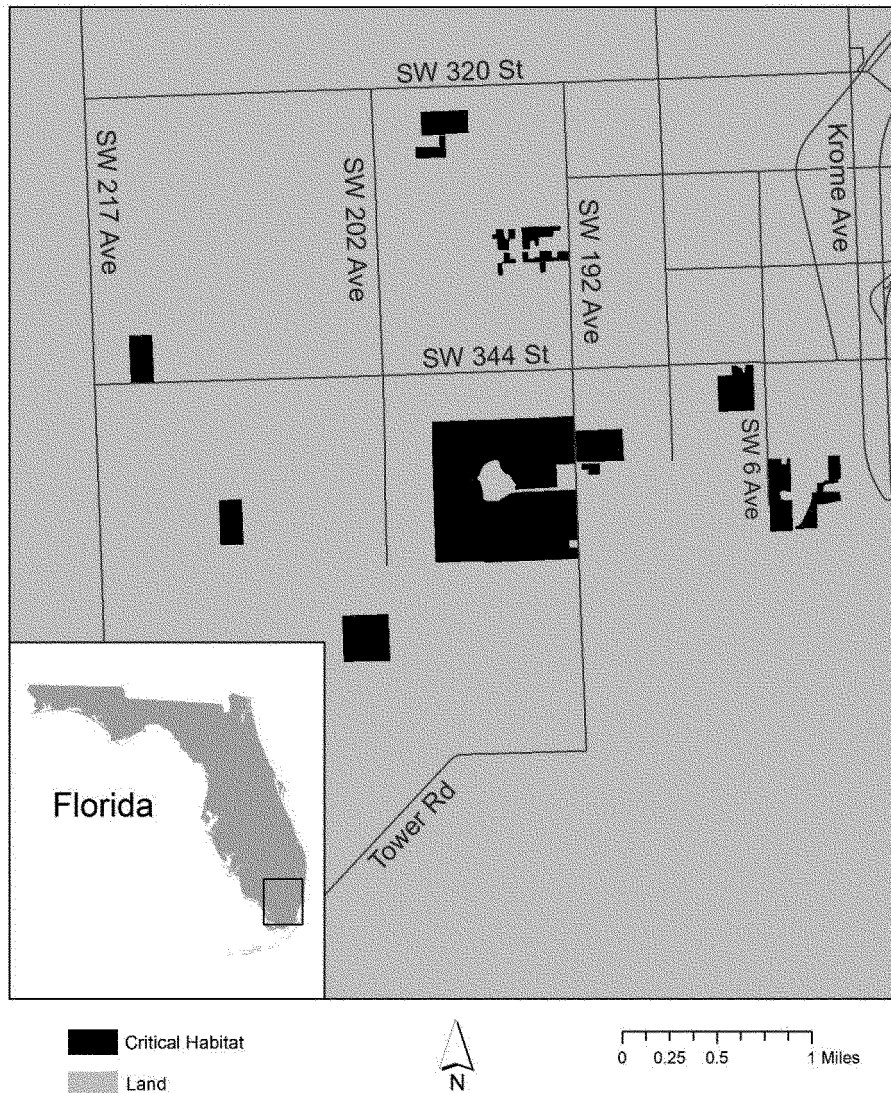 SW 320 St
SW 217 Ave
SW 202 Ave
SW 192 Ave
Krome Ave
SW 344 St
SW 6 Ave
Tower Rd
Florida
Critical Habitat
Land
N
0 0.25 0.5 1 Miles